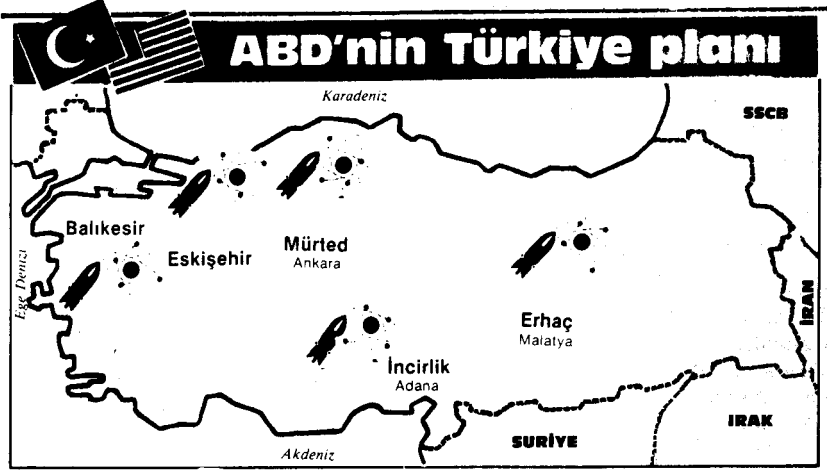 ABD'nin Türkiye planı
Karadeniz
SSCB
Balıkesir
Eskişehir
Mürted
Ankara
Ege Denizi
Erhaç
Malatya
İRAN
İncirlik
Adana
IRAK
SURİYE
Akdeniz